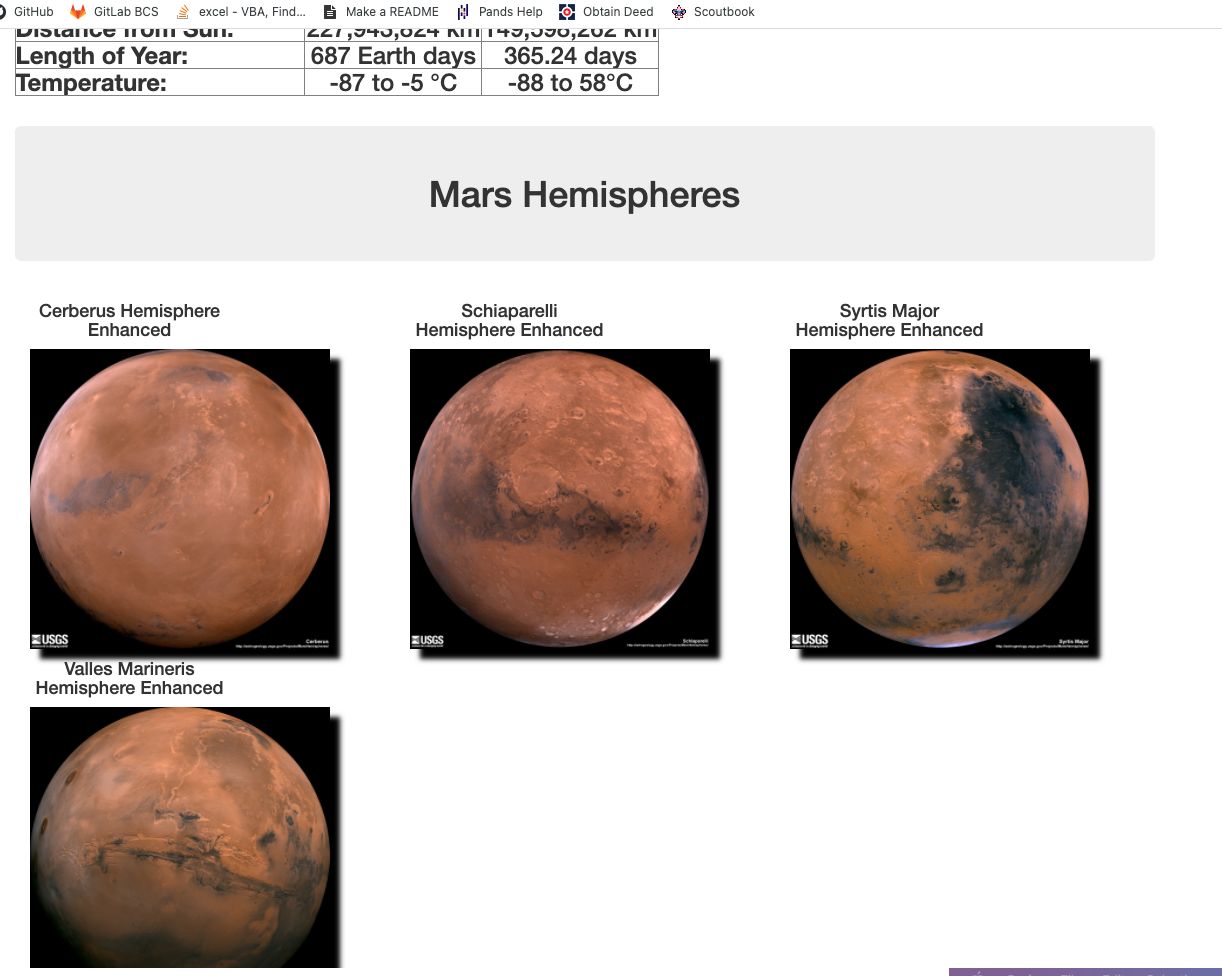 GitHub GitLab BCS excel - VBA, Find... Make a README Pands Help Obtain Deed Scoutbook
Distance from Sun: 227,943,824 km 149,598,262 km
Length of Year: 687 Earth days 365.24 days
Temperature: -87 to -5 °C -88 to 58°C
Mars Hemispheres
Cerberus Hemisphere
Enhanced
Schiaparelli
Hemisphere Enhanced
Syrtis Major
Hemisphere Enhanced
USGS
Cerberus
USGS
Schiaparelli
USGS
Syrtis Major
Valles Marineris
Hemisphere Enhanced